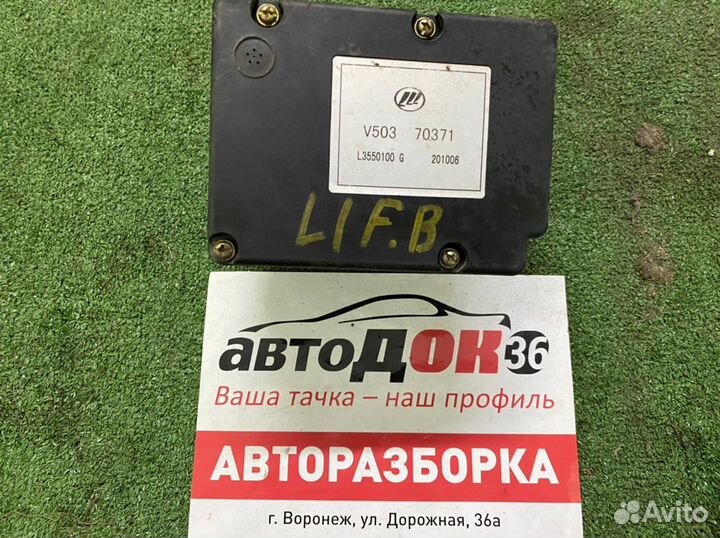 V503 70371
L3550100 G 201006
LIF.B
автоДОК36
Ваша тачка – наш профиль
АВТОРАЗБОРКА
г. Воронеж, ул. Дорожная, 36а
Avito